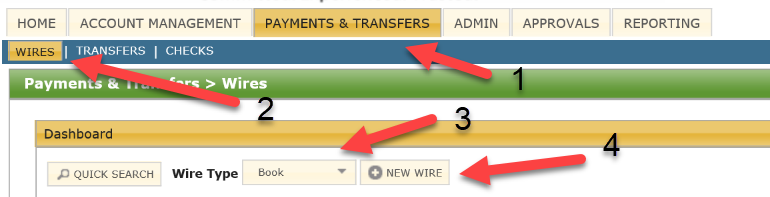 HOME ACCOUNT MANAGEMENT PAYMENTS & TRANSFERS ADMIN APPROVALS REPORTING
WIRES | TRANSFERS | CHECKS
1
Payments & Transfers > Wires
2
3
Dashboard
4
QUICK SEARCH Wire Type Book NEW WIRE